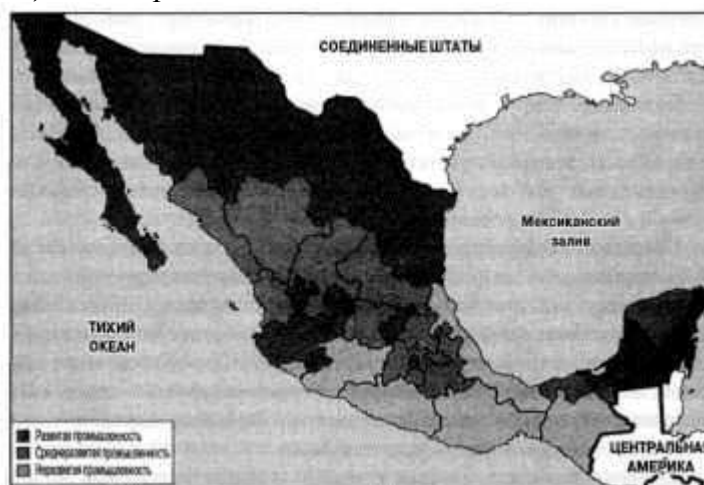 СОЕДИНЕННЫЕ ШТАТЫ
Мексиканский
залив
ТИХИЙ
ОКЕАН
Развитая промышленность
Среднеразвитая промышленность
Неразвитая промышленность
ЦЕНТРАЛЬНАЯ
АМЕРИКА